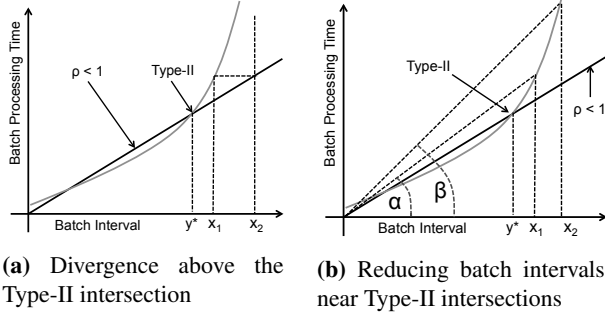 (a)
(b)
Batch Processing Time
ρ < 1
Type-II
Batch Interval
y*
x1
x2
Batch Processing Time
Type-II
ρ < 1
α
β
Batch Interval
y*
x1
x2
(a) Divergence above the
Type-II intersection
(b) Reducing batch intervals
near Type-II intersections